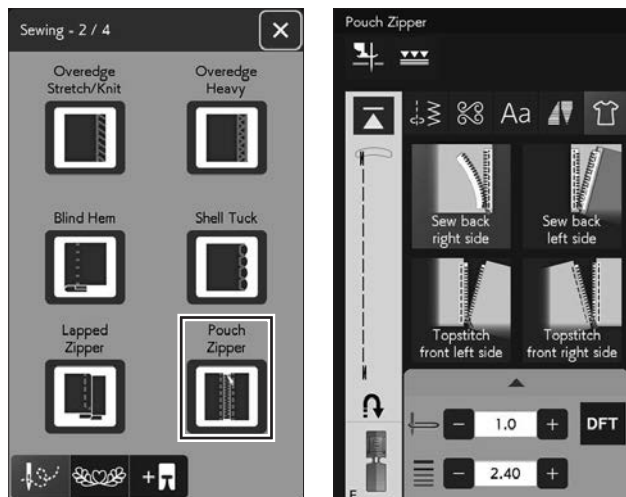 Sewing - 2 / 4
Overedge
Stretch/Knit
Overedge
Heavy
Blind Hem
Shell Tuck
Lapped
Zipper
Pouch
Zipper
Pouch Zipper
Aa
Sew back
right side
Sew back
left side
Topstitch
front left side
Topstitch
front right side
1.0
DFT
2.40